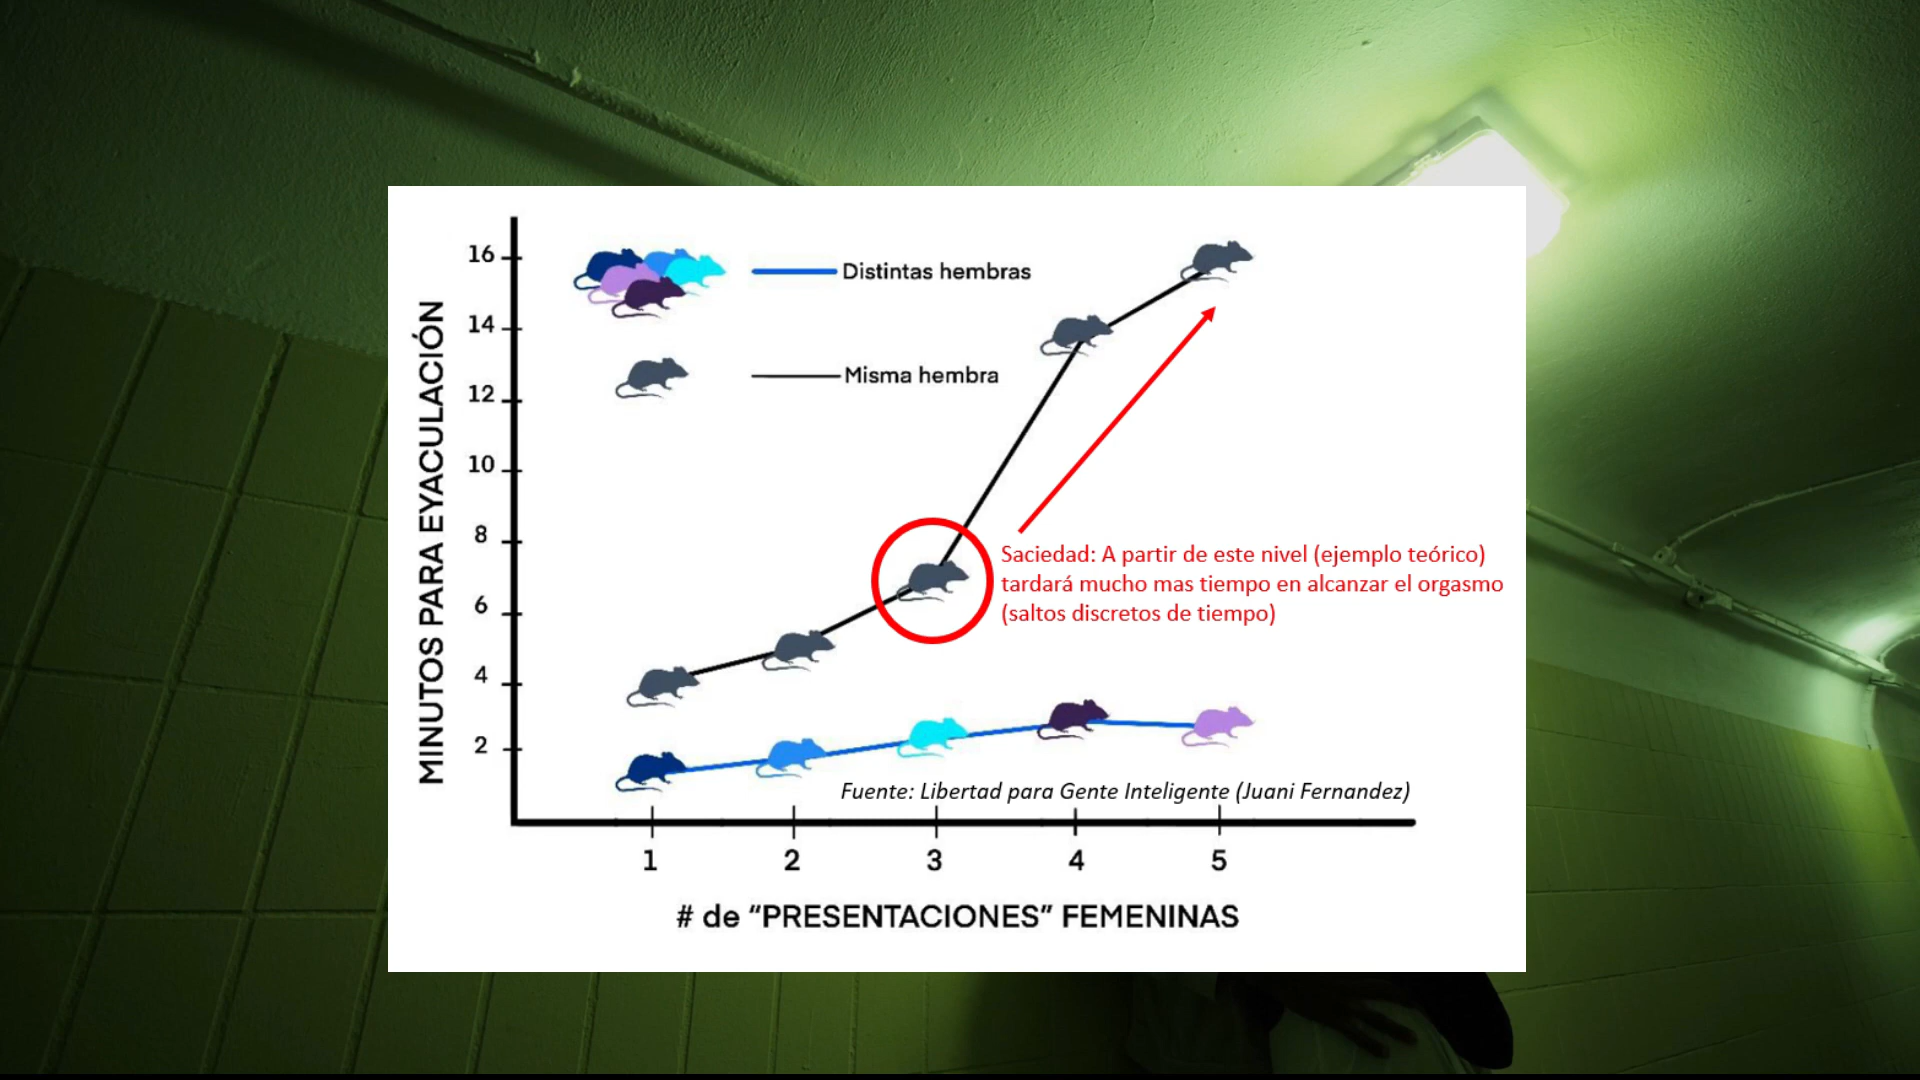 MINUTOS PARA EYACULACIÓN
16
14
12
10
8
6
4
2
Distintas hembras
Misma hembra
Saciedad: A partir de este nivel (ejemplo teórico)
tardará mucho mas tiempo en alcanzar el orgasmo
(saltos discretos de tiempo)
Fuente: Libertad para Gente Inteligente (Juani Fernandez)
1 2 3 4 5
# de “PRESENTACIONES” FEMENINAS